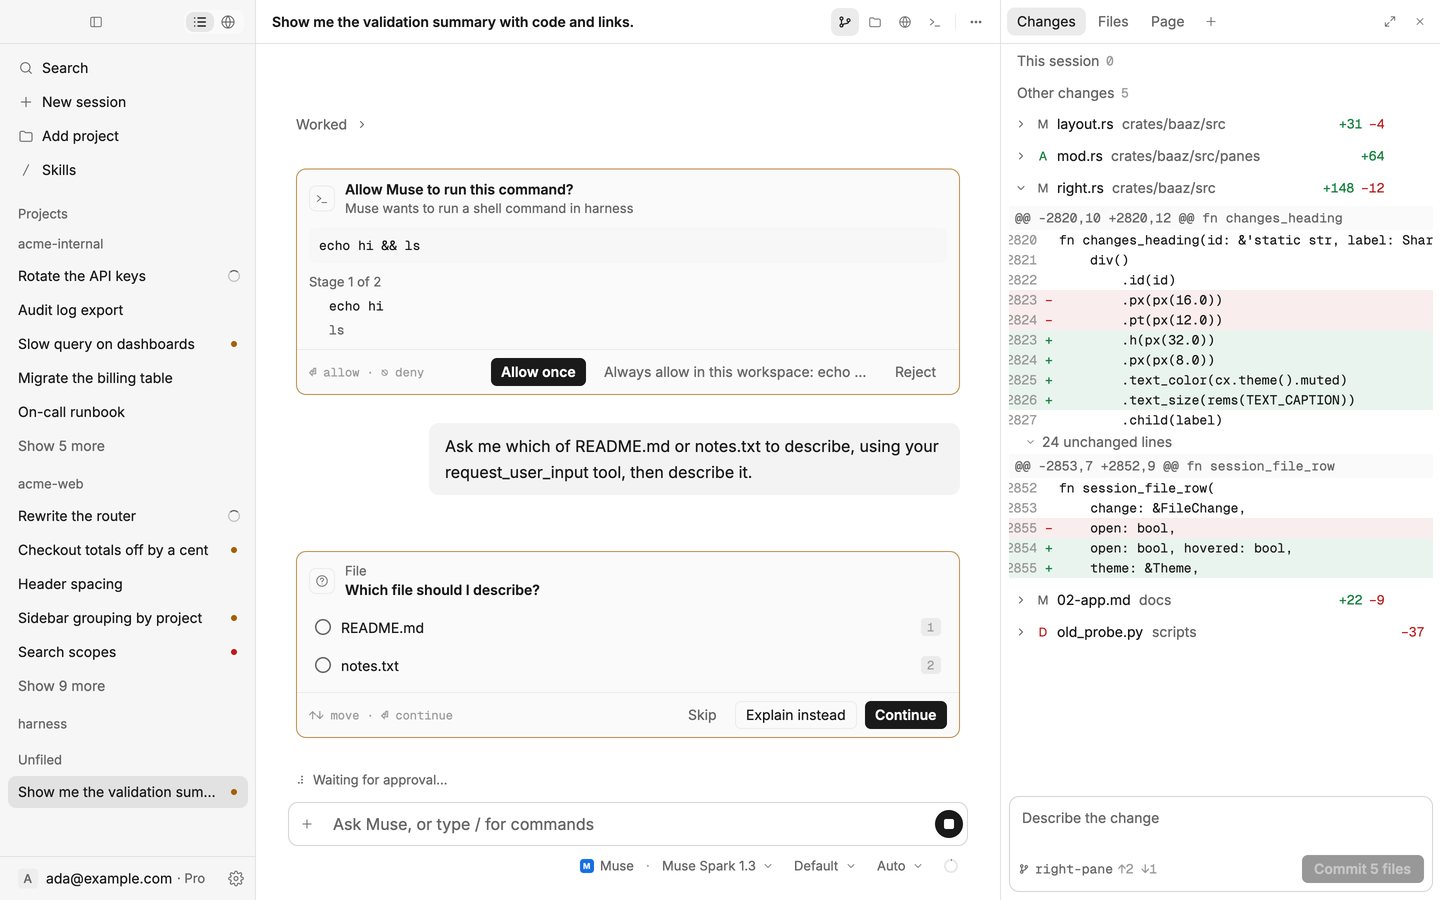 Search
New session
Add project
Skills
Projects
acme-internal
Rotate the API keys
Audit log export
Slow query on dashboards
Migrate the billing table
On-call runbook
Show 5 more
acme-web
Rewrite the router
Checkout totals off by a cent
Header spacing
Sidebar grouping by project
Search scopes
Show 9 more
harness
Unfiled
Show me the validation sum...
A ada@example.com · Pro
Show me the validation summary with code and links.
Worked
Allow Muse to run this command?
Muse wants to run a shell command in harness
echo hi && ls
Stage 1 of 2
echo hi
ls
allow · deny
Allow once
Always allow in this workspace: echo ...
Reject
Ask me which of README.md or notes.txt to describe, using your
request_user_input tool, then describe it.
File
Which file should I describe?
README.md 1
notes.txt 2
↑↓ move · continue
Skip
Explain instead
Continue
Waiting for approval...
Ask Muse, or type / for commands
M Muse · Muse Spark 1.3 Default Auto
Changes Files Page
This session 0
Other changes 5
M layout.rs crates/baaz/src +31 −4
A mod.rs crates/baaz/src/panes +64
M right.rs crates/baaz/src +148 −12
@@ -2820,10 +2820,12 @@ fn changes_heading
2820 fn changes_heading(id: &'static str, label: Shar
2821 div()
2822 .id(id)
2823 − .px(px(16.0))
2824 − .pt(px(12.0))
2823 + .h(px(32.0))
2824 + .px(px(8.0))
2825 + .text_color(cx.theme().muted)
2826 + .text_size(rems(TEXT_CAPTION))
2827 .child(label)
24 unchanged lines
@@ -2853,7 +2852,9 @@ fn session_file_row
2852 fn session_file_row(
2853 change: &FileChange,
2855 − open: bool,
2854 + open: bool, hovered: bool,
2855 + theme: &Theme,
M 02-app.md docs +22 −9
D old_probe.py scripts −37
Describe the change
right-pane ↑2 ↓1
Commit 5 files